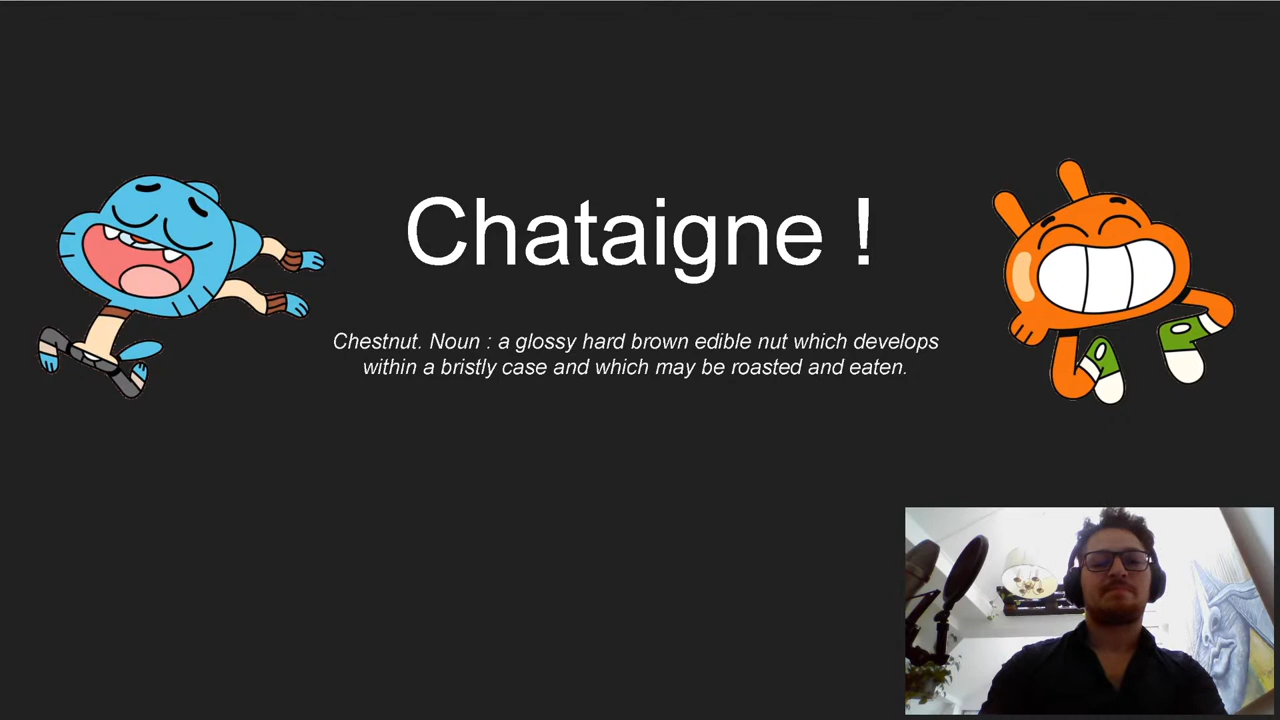 Chataigne !
Chestnut. Noun : a glossy hard brown edible nut which develops
within a bristly case and which may be roasted and eaten.